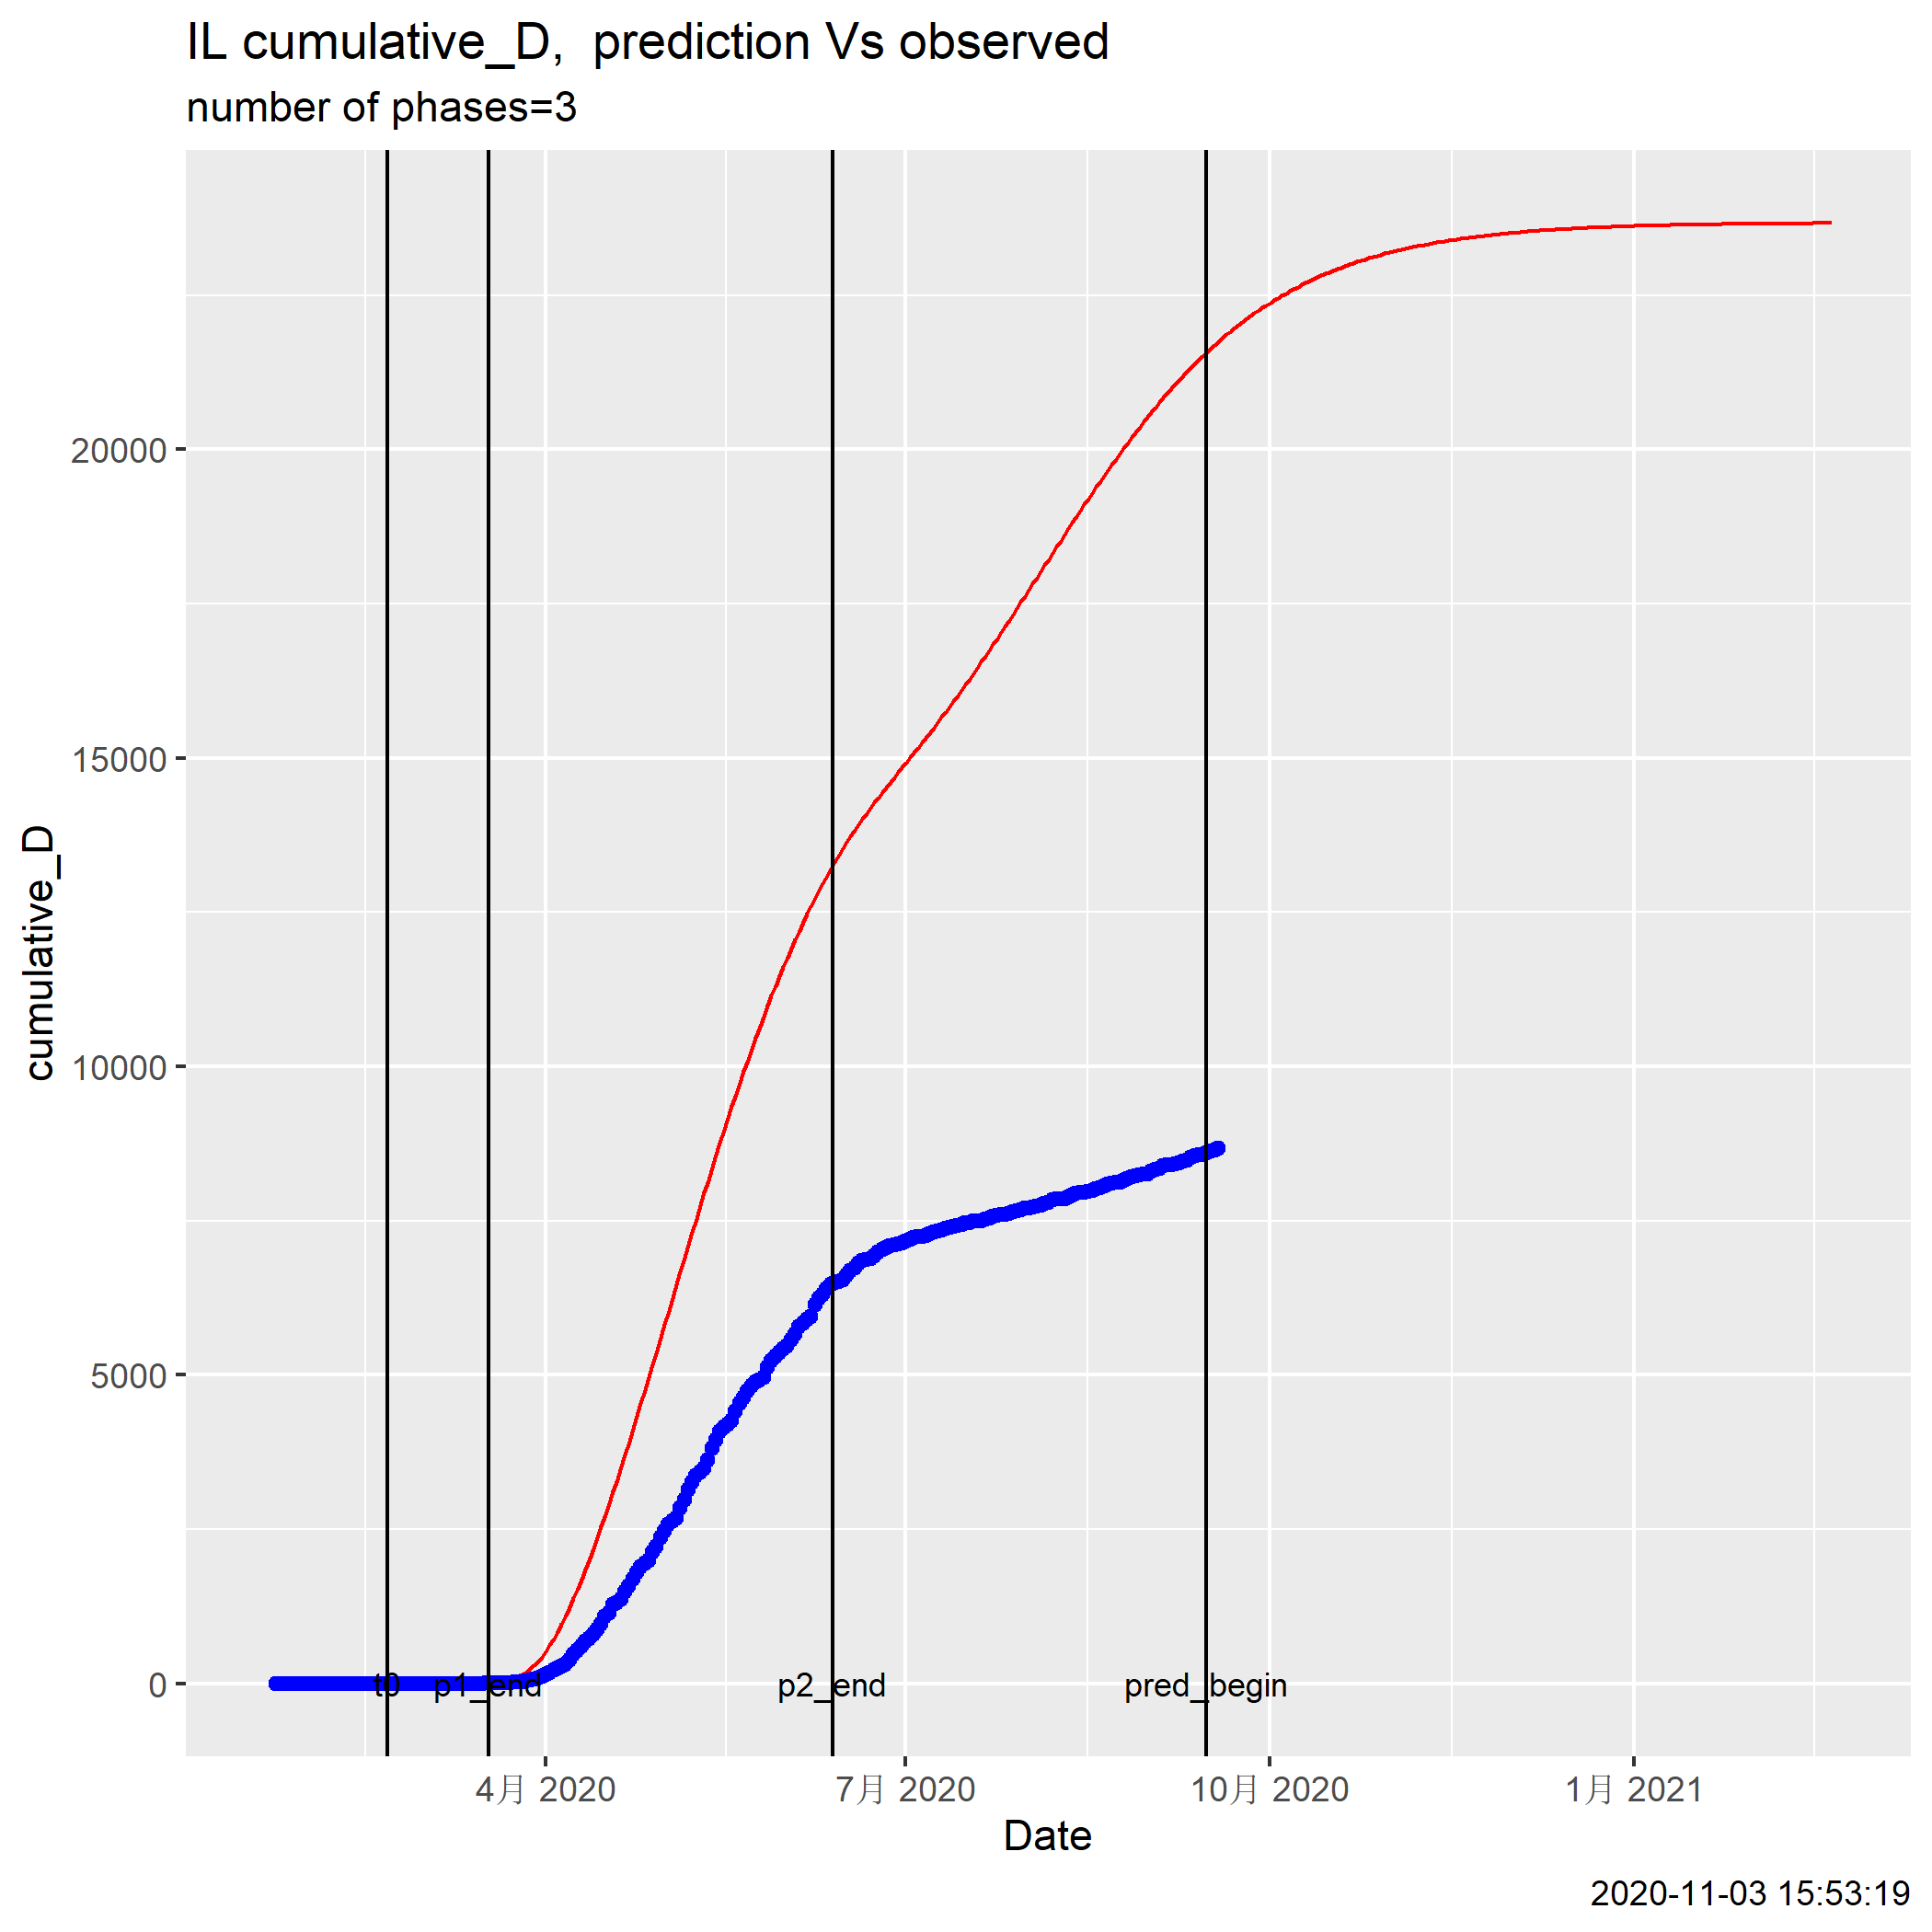 IL cumulative_D,  prediction Vs observed
number of phases=3
cumulative_D
20000
15000
10000
5000
0
t0 p1_end p2_end pred_begin
4月 2020 7月 2020 10月 2020 1月 2021
Date
2020-11-03 15:53:19